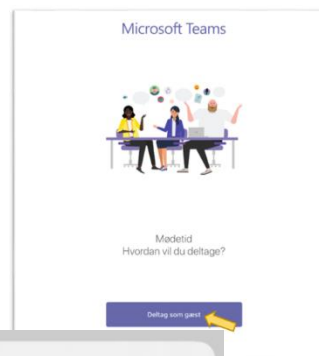 Microsoft Teams
Mødetid
Hvordan vil du deltage?
Deltag som gæst